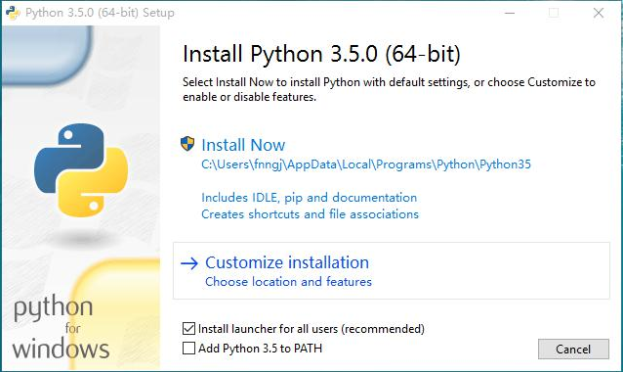 Python 3.5.0 (64-bit) Setup
Install Python 3.5.0 (64-bit)
Select Install Now to install Python with default settings, or choose Customize to
enable or disable features.
Install Now
C:\Users\fnngj\AppData\Local\Programs\Python\Python35
Includes IDLE, pip and documentation
Creates shortcuts and file associations
Customize installation
Choose location and features
python
for
windows
Install launcher for all users (recommended)
Add Python 3.5 to PATH
Cancel